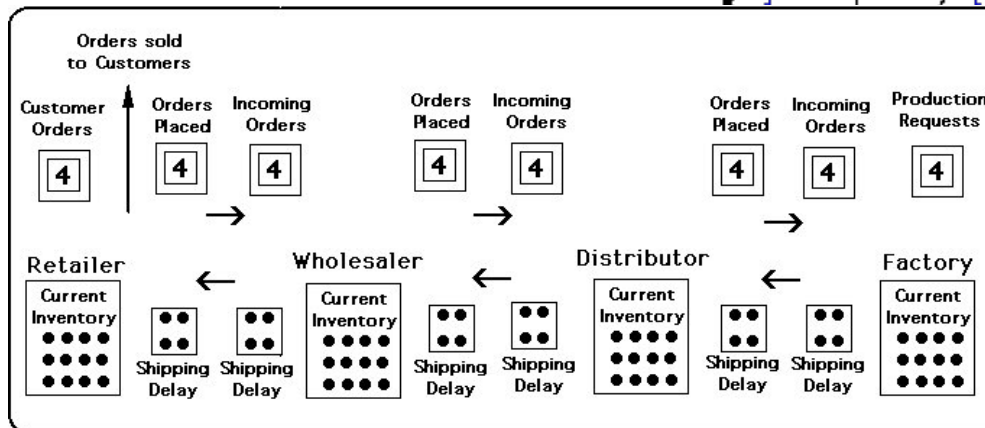 Orders sold
to Customers
Customer
Orders
4
Orders
Placed
4
Incoming
Orders
4
Orders
Placed
4
Incoming
Orders
4
Orders
Placed
4
Incoming
Orders
4
Production
Requests
4
Retailer
Wholesaler
Distributor
Factory
Current
Inventory
Shipping
Delay
Shipping
Delay
Current
Inventory
Shipping
Delay
Shipping
Delay
Current
Inventory
Shipping
Delay
Shipping
Delay
Current
Inventory